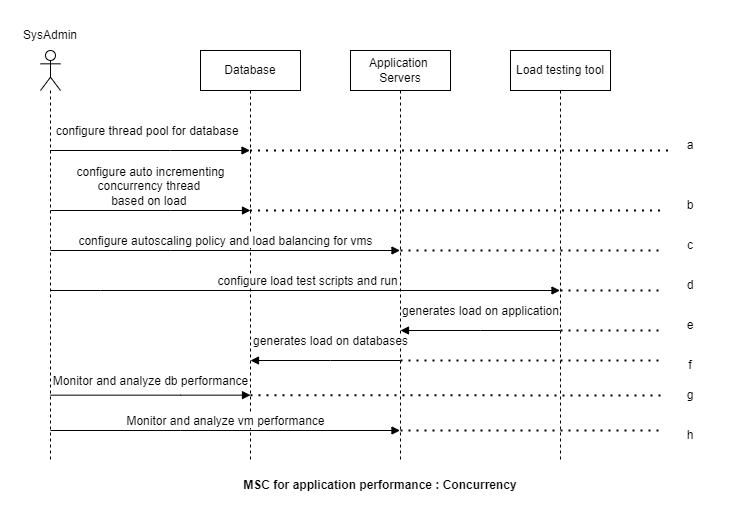 SysAdmin
Database
Application
Servers
Load testing tool
configure thread pool for database
a
configure auto incrementing
concurrency thread
based on load
b
configure autoscaling policy and load balancing for vms
c
configure load test scripts and run
d
generates load on application
e
generates load on databases
f
Monitor and analyze db performance
g
Monitor and analyze vm performance
h
MSC for application performance : Concurrency